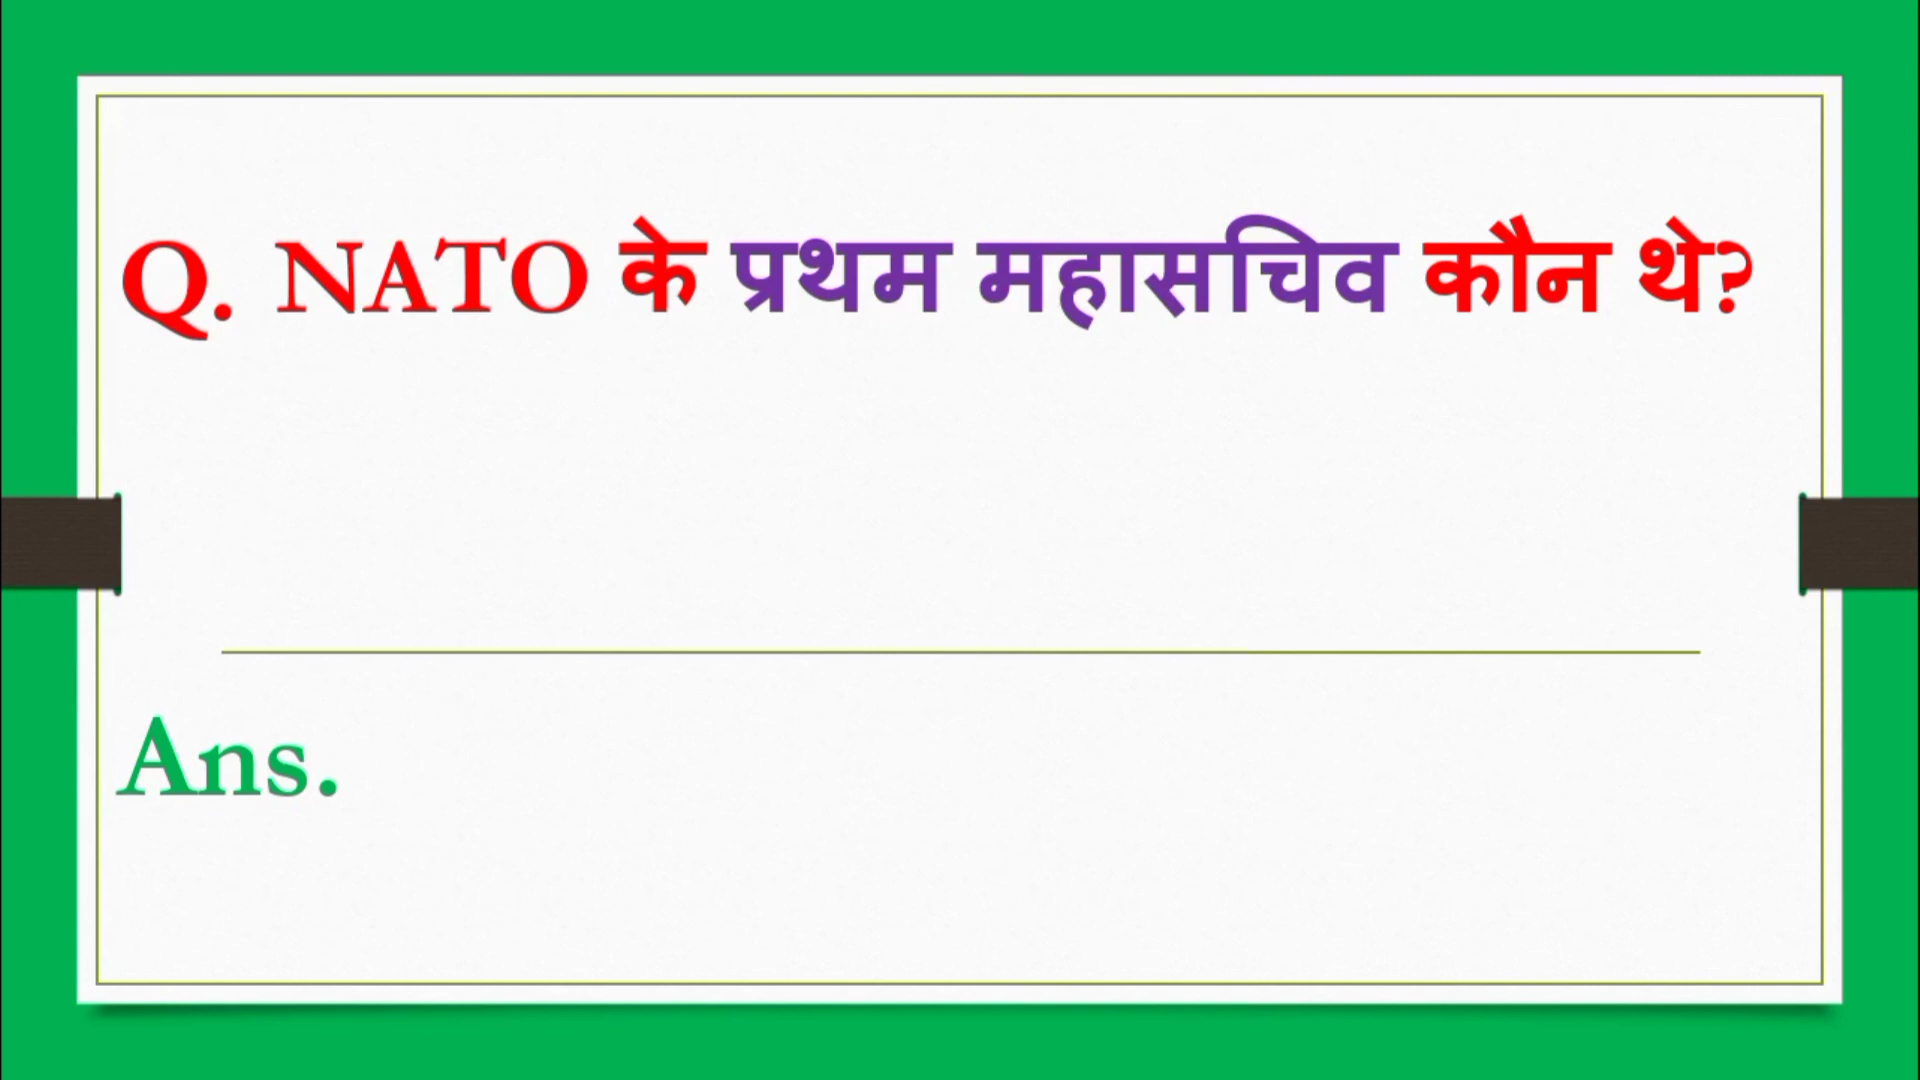 Q. NATO के प्रथम महासचिव कौन थे?
Ans.